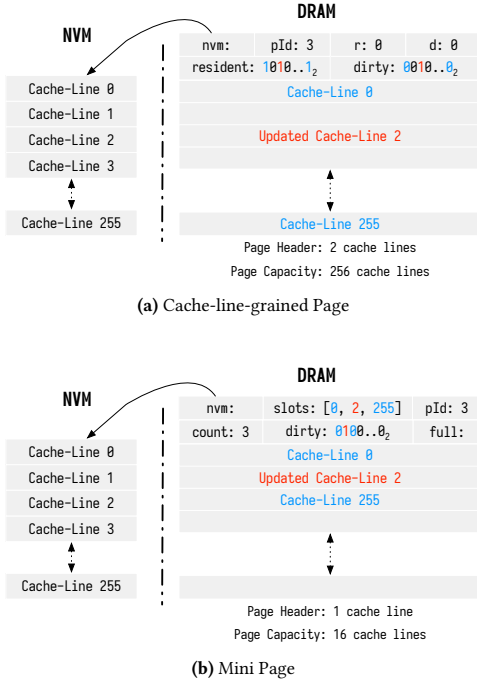 DRAM
NVM
nvm: pId: 3 r: 0 d: 0
resident: 1010..1₂ dirty: 0010..0₂
Cache-Line 0 Cache-Line 0
Cache-Line 1
Cache-Line 2 Updated Cache-Line 2
Cache-Line 3
Cache-Line 255 Cache-Line 255
Page Header: 2 cache lines
Page Capacity: 256 cache lines
(a) Cache-line-grained Page
DRAM
NVM
nvm: slots: [0, 2, 255] pId: 3
count: 3 dirty: 0100..0₂ full:
Cache-Line 0 Cache-Line 0
Cache-Line 1 Updated Cache-Line 2
Cache-Line 2 Cache-Line 255
Cache-Line 3
Cache-Line 255
Page Header: 1 cache line
Page Capacity: 16 cache lines
(b) Mini Page